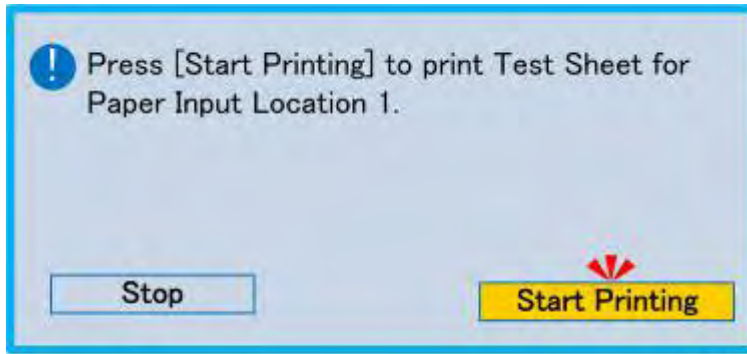 Press [Start Printing] to print Test Sheet for
Paper Input Location 1.
Stop
Start Printing